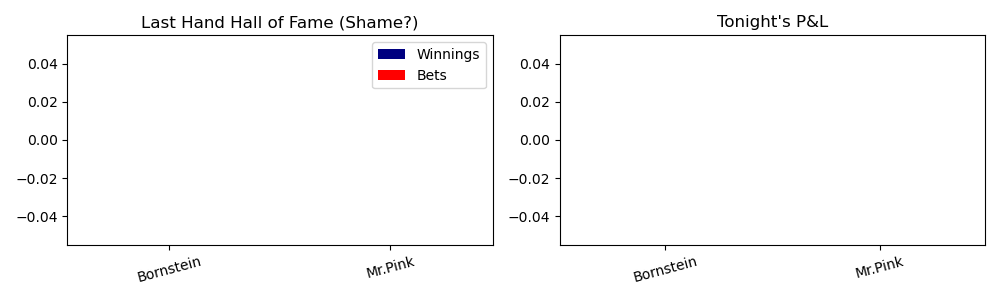 Last Hand Hall of Fame (Shame?)
Winnings
Bets
0.04
0.02
0.00
−0.02
−0.04
Bornstein
Mr.Pink
Tonight's P&L
0.04
0.02
0.00
−0.02
−0.04
Bornstein
Mr.Pink